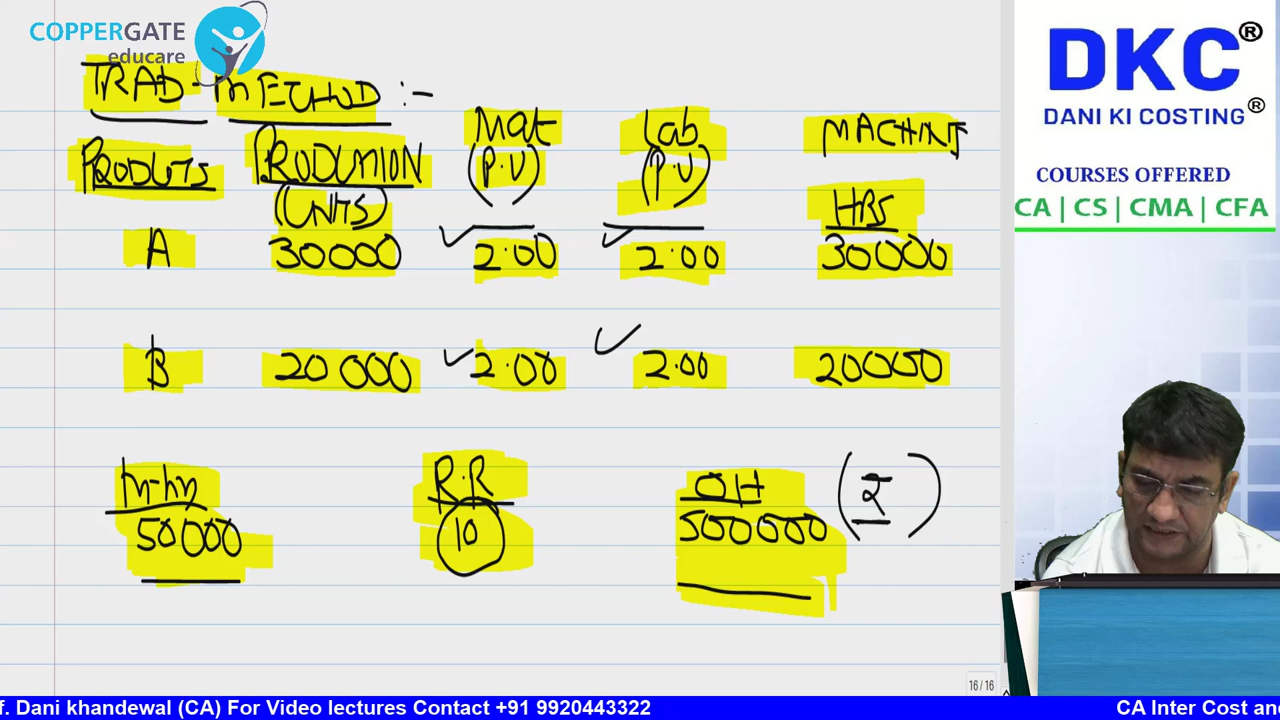 COPPERGATE
educare
TRAD - METHOD :-
PRODUTS PRODUTION (UNITS) Mat (P.U) Lab (P.U) MACHINE HRS
A 30000 2.00 2.00 30000
B 20000 2.00 2.00 20000
M-hr R.R OH (₹)
50000 10 500000
16/16
DKC®
DANI KI COSTING®
COURSES OFFERED
CA | CS | CMA | CFA
f. Dani khandewal (CA) For Video lectures Contact +91 9920443322 CA Inter Cost an